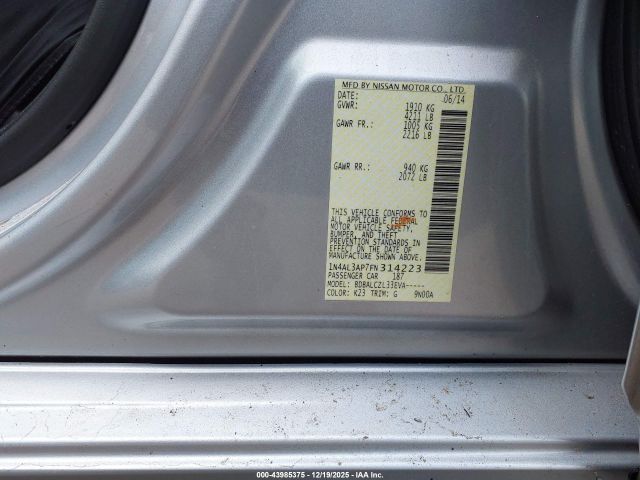 MFD BY NISSAN MOTOR CO., LTD.
DATE: 06/14
GVWR: 1910 KG
4211 LB
GAWR FR.: 1005 KG
2216 LB
GAWR RR.: 940 KG
2072 LB
THIS VEHICLE CONFORMS TO
ALL APPLICABLE FEDERAL
MOTOR VEHICLE SAFETY,
BUMPER, AND THEFT
PREVENTION STANDARDS IN
EFFECT ON THE DATE OF
MANUFACTURE SHOWN ABOVE.
1N4AL3AP7FN314223
PASSENGER CAR 187
MODEL: BDBALCZL33EVA-----
COLOR: K23 TRIM: G 9N00A
000-43985375 - 12/19/2025 - IAA Inc.